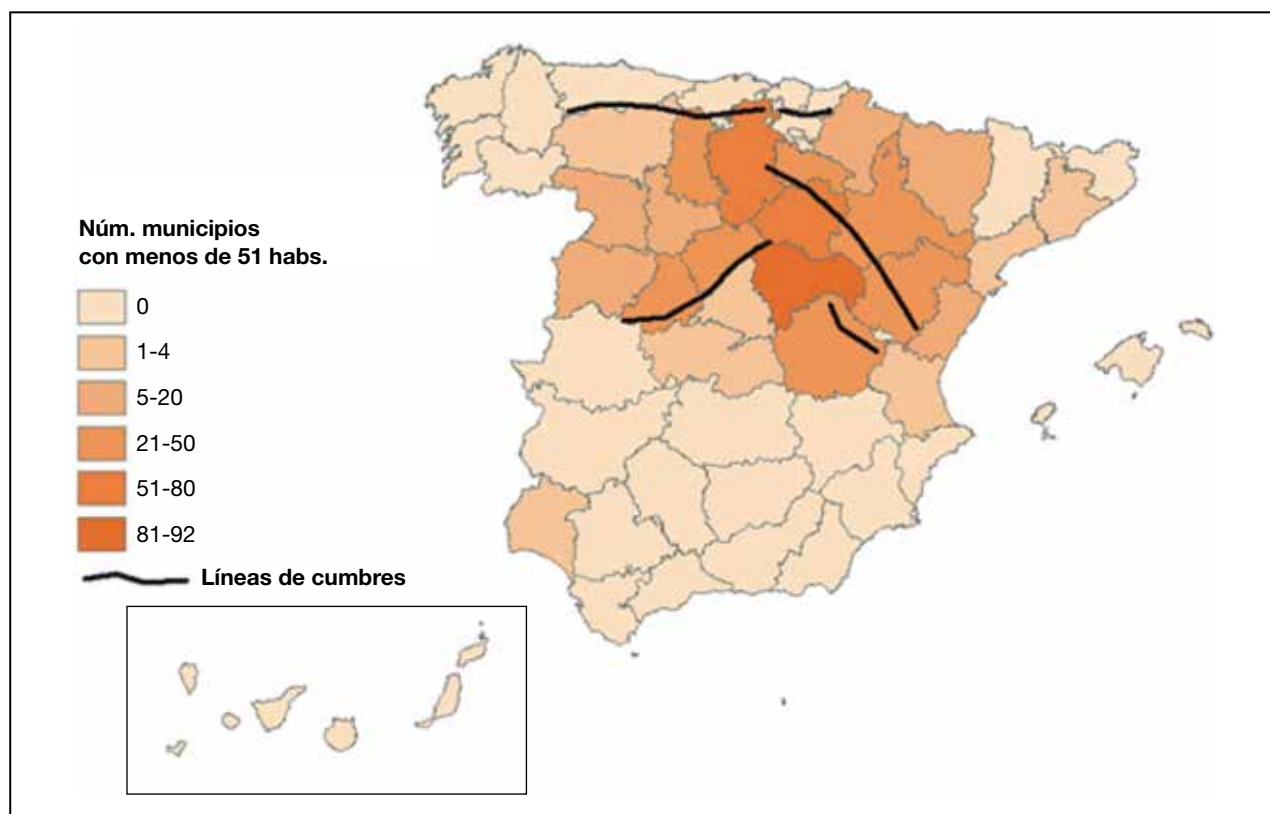 Núm. municipios
con menos de 51 habs.
0
1-4
5-20
21-50
51-80
81-92
Líneas de cumbres